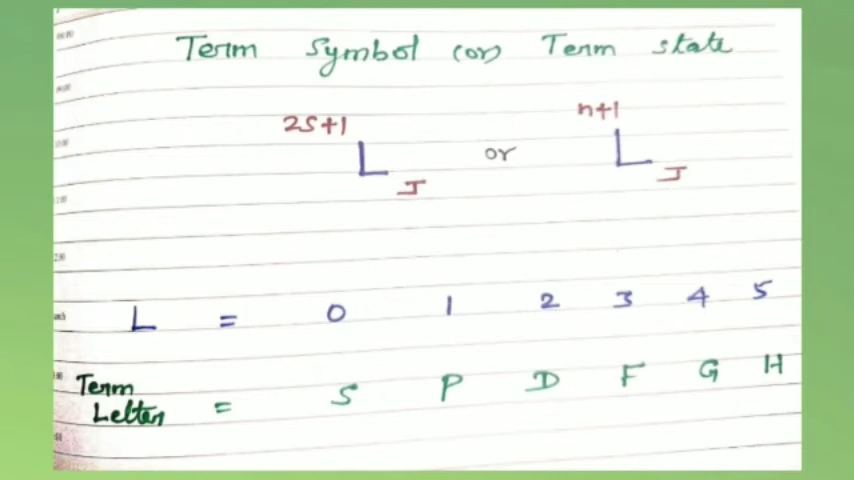 Term Symbol (or) Term state
2S+1
L
J
or
n+1
L
J
L = 0 1 2 3 4 5
Term
Letter = S P D F G H